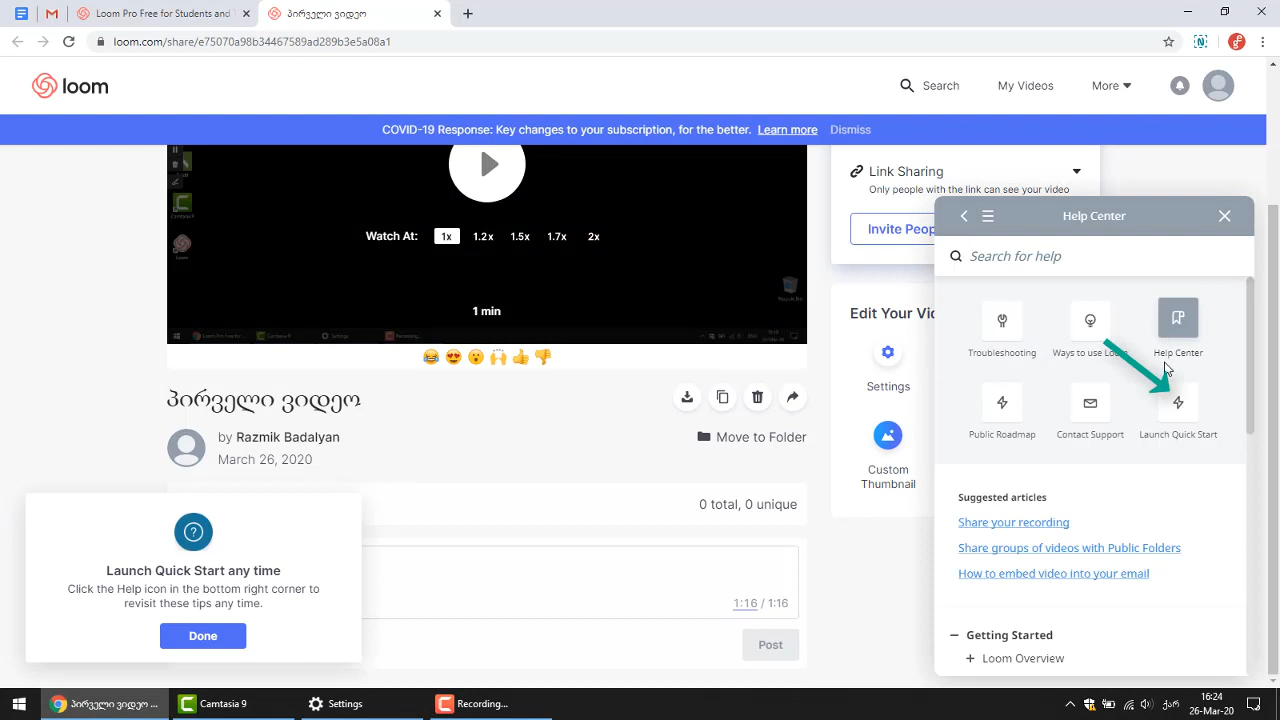 Loom Pro Free for Students and
პირველი ვიდეო
loom.com/share/e75070a98b34467589ad289b3e5a08a1
loom
Search
My Videos
More
COVID-19 Response: Key changes to your subscription, for the better. Learn more Dismiss
Camtasia 9
Loom
Watch At: 1x 1.2x 1.5x 1.7x 2x
1 min
პირველი ვიდეო
by Razmik Badalyan
March 26, 2020
Move to Folder
0 total, 0 unique
1:16 / 1:16
Post
Launch Quick Start any time
Click the Help icon in the bottom right corner to
revisit these tips any time.
Done
Link Sharing
Only people with the link can see your video
Invite Peop
Edit Your Vi
Settings
Custom
Thumbnail
Help Center
Search for help
Troubleshooting
Ways to use Loom
Help Center
Public Roadmap
Contact Support
Launch Quick Start
Suggested articles
Share your recording
Share groups of videos with Public Folders
How to embed video into your email
Getting Started
Loom Overview
პირველი ვიდეო ...
Camtasia 9
Settings
Recording...
ქარ
16:24
26-Mar-20